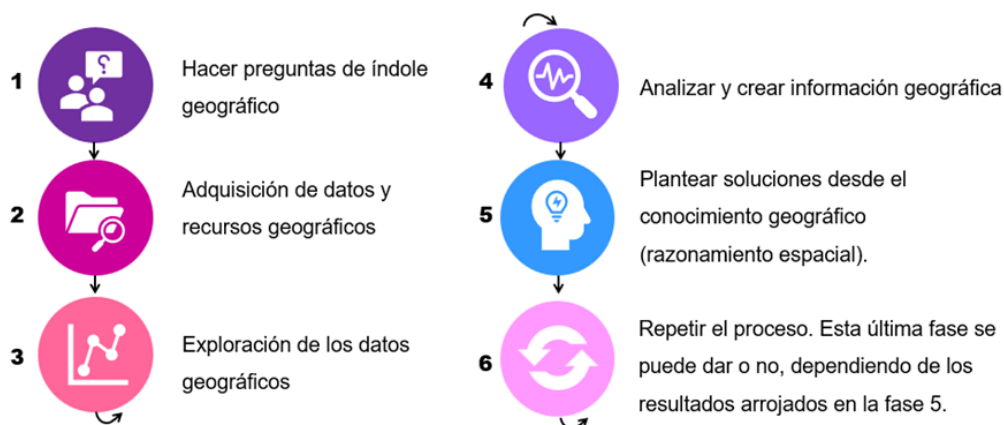 1
Hacer preguntas de índole
geográfico
2
Adquisición de datos y
recursos geográficos
3
Exploración de los datos
geográficos
4
Analizar y crear información geográfica
5
Plantear soluciones desde el
conocimiento geográfico
(razonamiento espacial).
6
Repetir el proceso. Esta última fase se
puede dar o no, dependiendo de los
resultados arrojados en la fase 5.